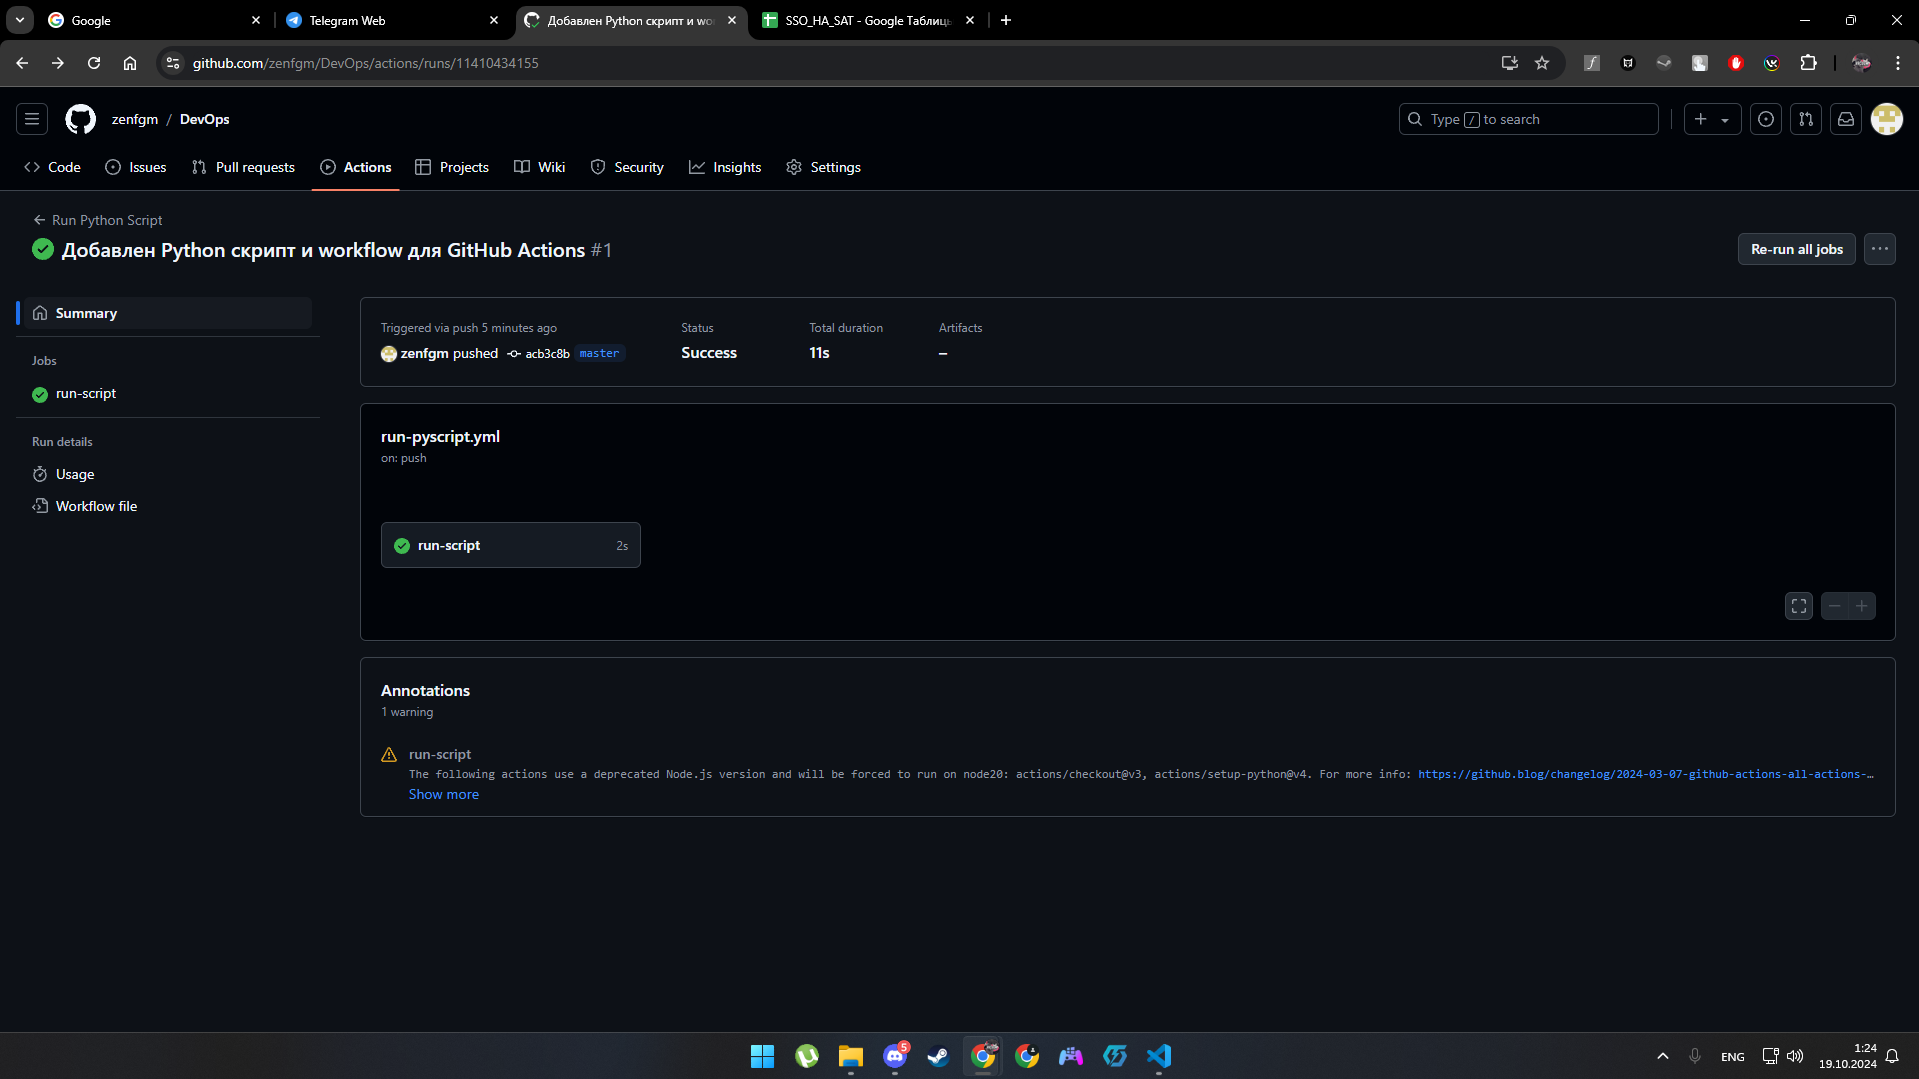 Google
Telegram Web
Добавлен Python скрипт и wo
SSO_HA_SAT - Google Таблиць
github.com/zenfgm/DevOps/actions/runs/11410434155
zenfgm / DevOps
Type / to search
Code
Issues
Pull requests
Actions
Projects
Wiki
Security
Insights
Settings
Run Python Script
Добавлен Python скрипт и workflow для GitHub Actions #1
Re-run all jobs
Summary
Jobs
run-script
Run details
Usage
Workflow file
Triggered via push 5 minutes ago
zenfgm pushed acb3c8b master
Status
Success
Total duration
11s
Artifacts
–
run-pyscript.yml
on: push
run-script 2s
Annotations
1 warning
run-script
The following actions use a deprecated Node.js version and will be forced to run on node20: actions/checkout@v3, actions/setup-python@v4. For more info: https://github.blog/changelog/2024-03-07-github-actions-all-actions-…
Show more
5
ENG
1:24
19.10.2024